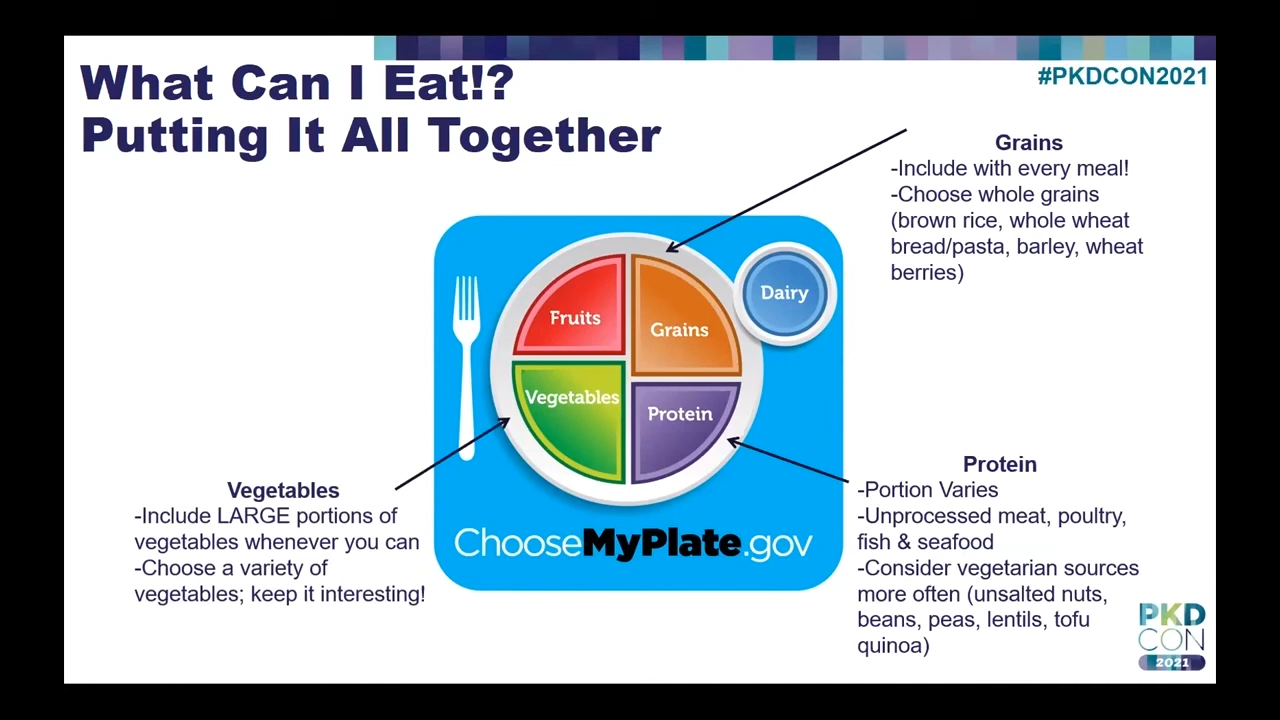 What Can I Eat!?
Putting It All Together
#PKDCON2021
Grains
-Include with every meal!
-Choose whole grains
(brown rice, whole wheat
bread/pasta, barley, wheat
berries)
Dairy
Fruits
Grains
Vegetables
Protein
ChooseMyPlate.gov
Vegetables
-Include LARGE portions of
vegetables whenever you can
-Choose a variety of
vegetables; keep it interesting!
Protein
-Portion Varies
-Unprocessed meat, poultry,
fish & seafood
-Consider vegetarian sources
more often (unsalted nuts,
beans, peas, lentils, tofu
quinoa)
PKD
CON
2021